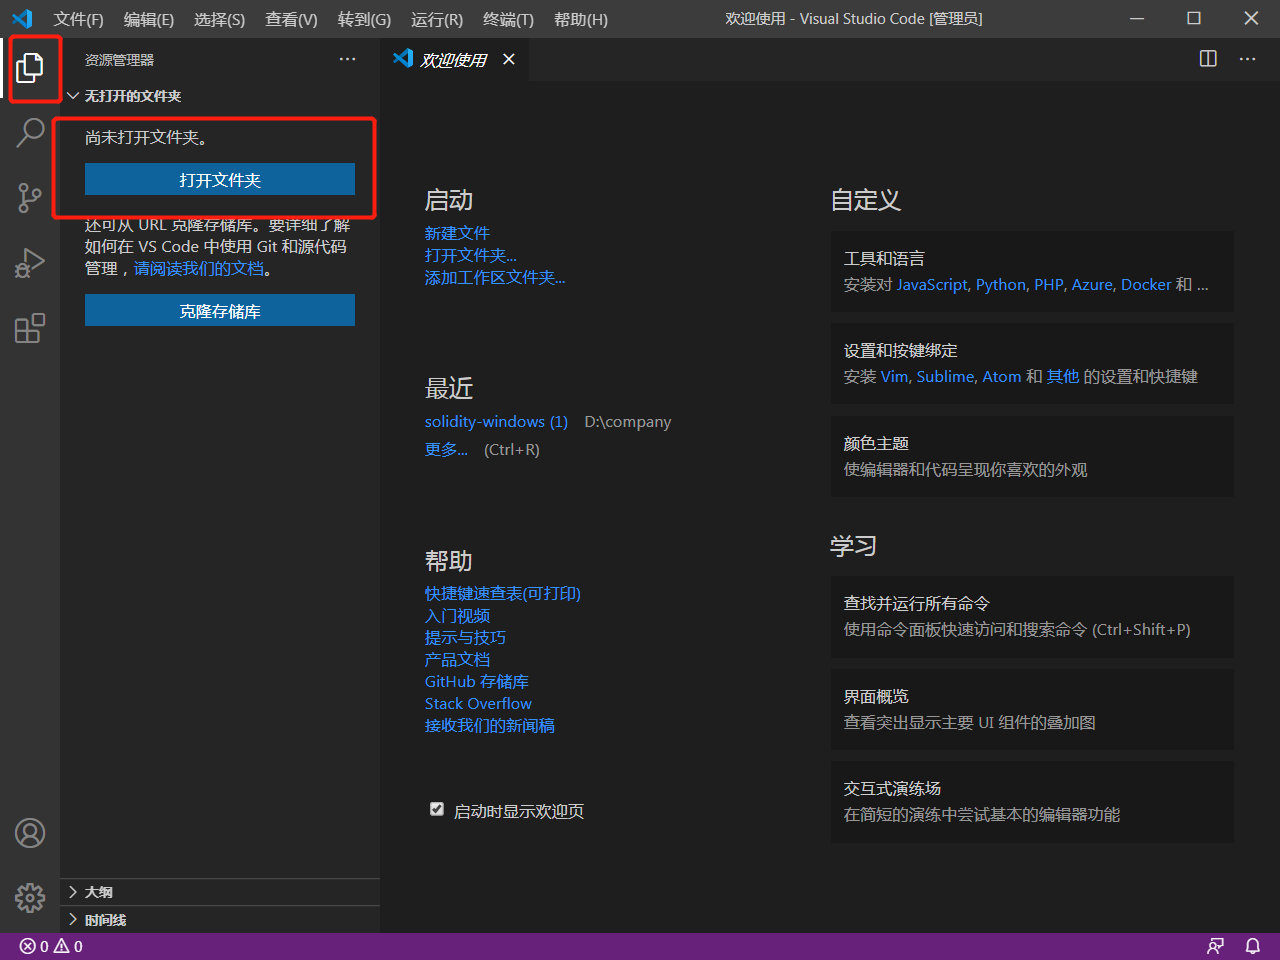 文件(F) 编辑(E) 选择(S) 查看(V) 转到(G) 运行(R) 终端(T) 帮助(H) 欢迎使用 - Visual Studio Code [管理员]
资源管理器
无打开的文件夹
尚未打开文件夹。
打开文件夹
还可从 URL 克隆存储库。要详细了解
如何在 VS Code 中使用 Git 和源代码
管理，请阅读我们的文档。
克隆存储库
大纲
时间线
欢迎使用
启动
新建文件
打开文件夹...
添加工作区文件夹...
最近
solidity-windows (1) D:\company
更多... (Ctrl+R)
帮助
快捷键速查表(可打印)
入门视频
提示与技巧
产品文档
GitHub 存储库
Stack Overflow
接收我们的新闻稿
启动时显示欢迎页
自定义
工具和语言
安装对 JavaScript, Python, PHP, Azure, Docker 和 ...
设置和按键绑定
安装 Vim, Sublime, Atom 和 其他 的设置和快捷键
颜色主题
使编辑器和代码呈现你喜欢的外观
学习
查找并运行所有命令
使用命令面板快速访问和搜索命令 (Ctrl+Shift+P)
界面概览
查看突出显示主要 UI 组件的叠加图
交互式演练场
在简短的演练中尝试基本的编辑器功能
0 0